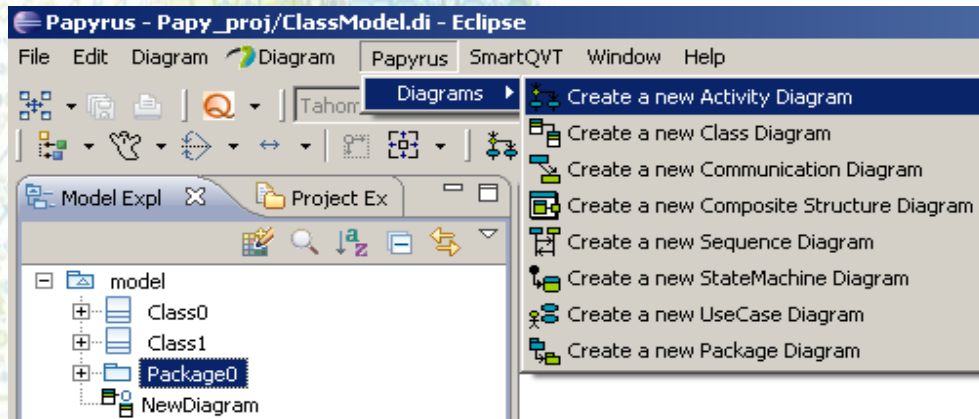 Papyrus - Papy_proj/ClassModel.di - Eclipse
File Edit Diagram Diagram Papyrus SmartQVT Window Help
Tahom
Diagrams
Create a new Activity Diagram
Create a new Class Diagram
Create a new Communication Diagram
Create a new Composite Structure Diagram
Create a new Sequence Diagram
Create a new StateMachine Diagram
Create a new UseCase Diagram
Create a new Package Diagram
Model Expl Project Ex
model
Class0
Class1
Package0
NewDiagram